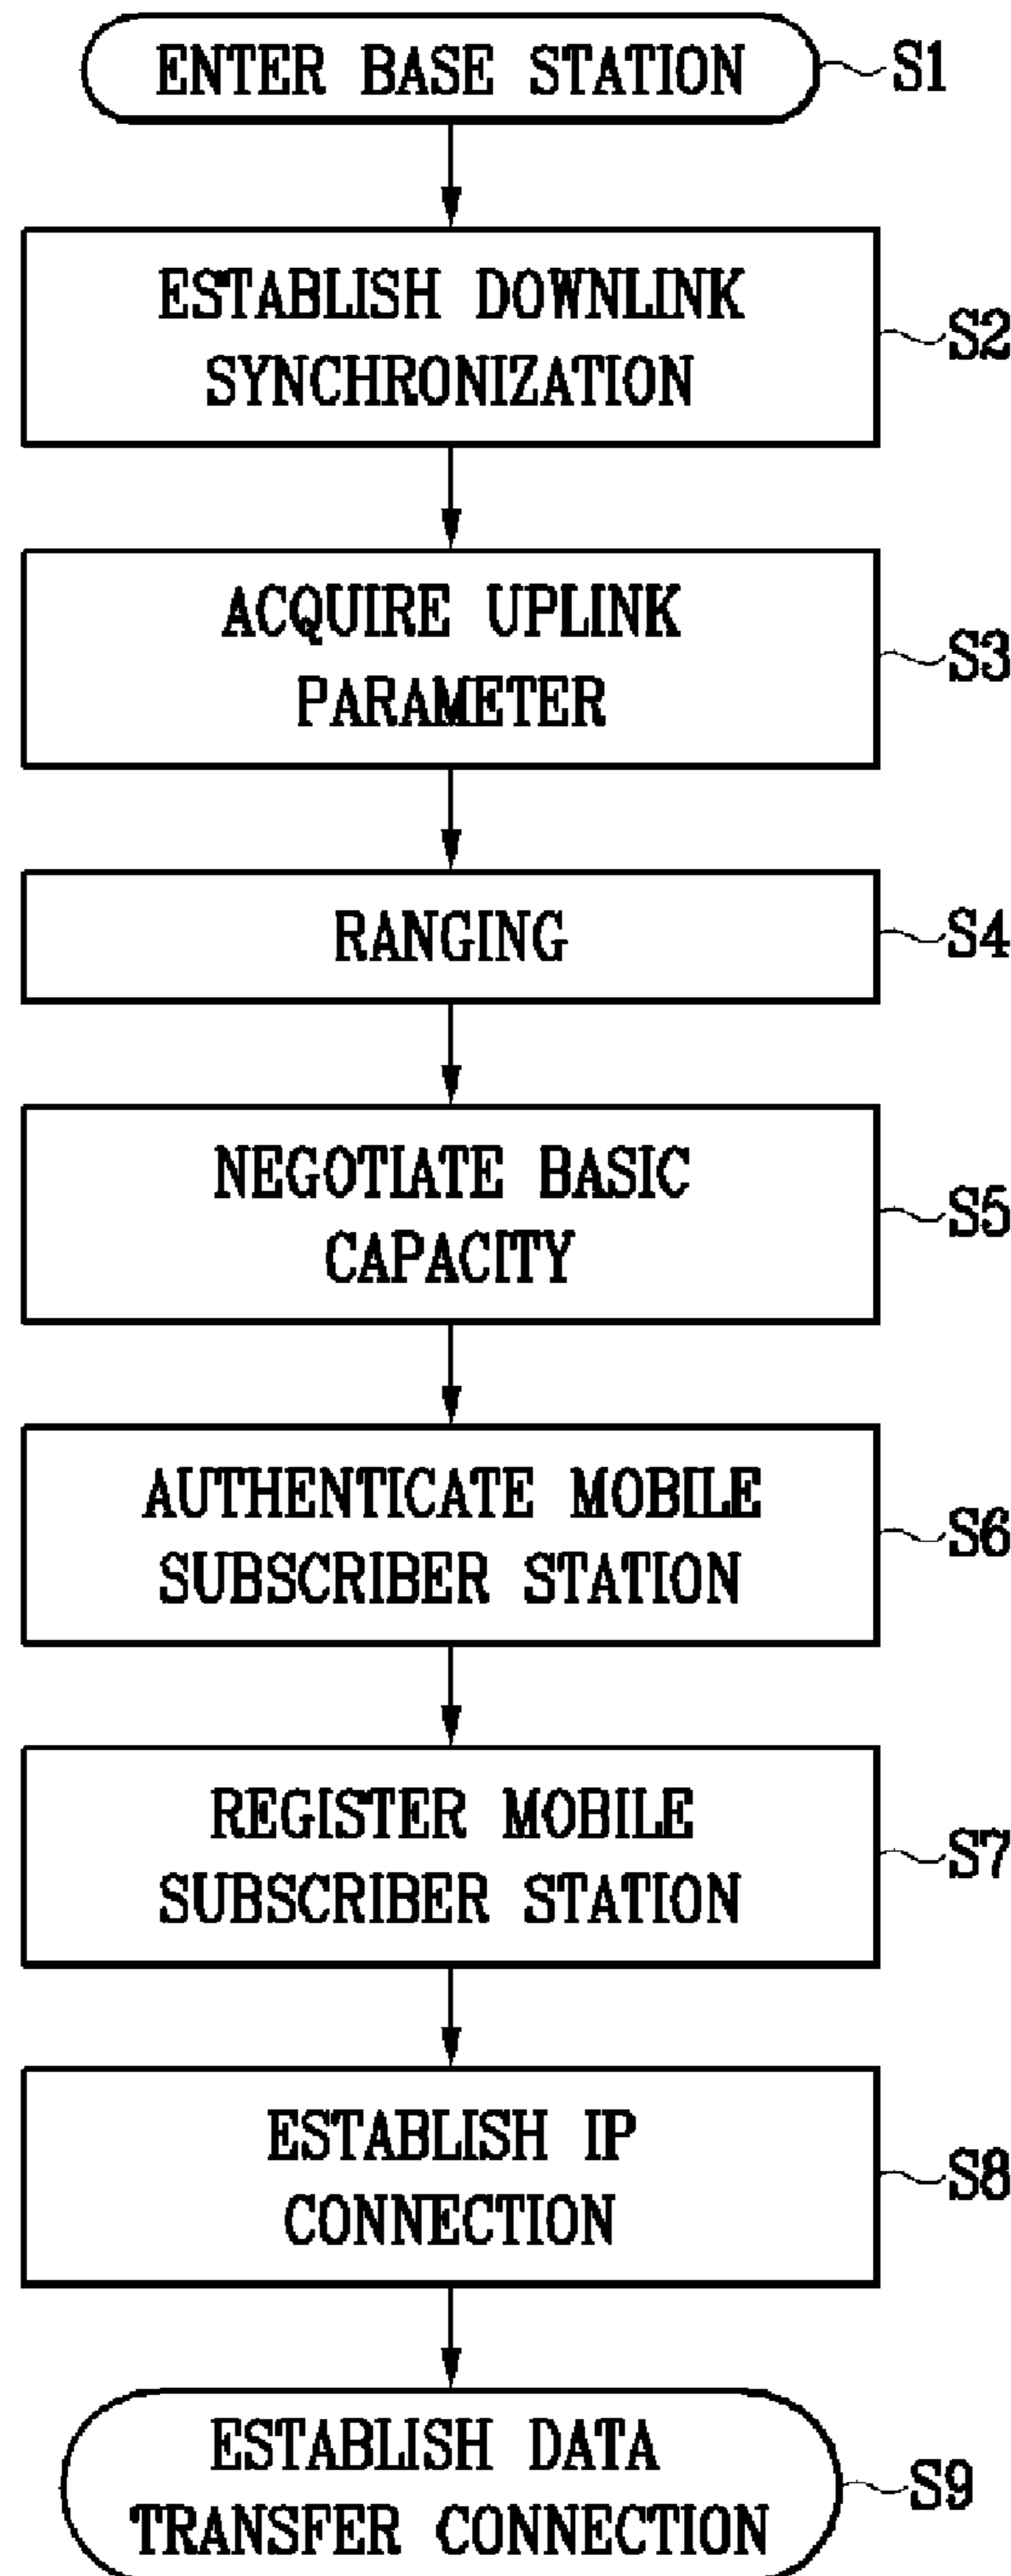 ENTER BASE STATION
S1
ESTABLISH DOWNLINK
SYNCHRONIZATION
S2
ACQUIRE UPLINK
PARAMETER
S3
RANGING
S4
NEGOTIATE BASIC
CAPACITY
S5
AUTHENTICATE MOBILE
SUBSCRIBER STATION
S6
REGISTER MOBILE
SUBSCRIBER STATION
S7
ESTABLISH IP
CONNECTION
S8
ESTABLISH DATA
TRANSFER CONNECTION
S9